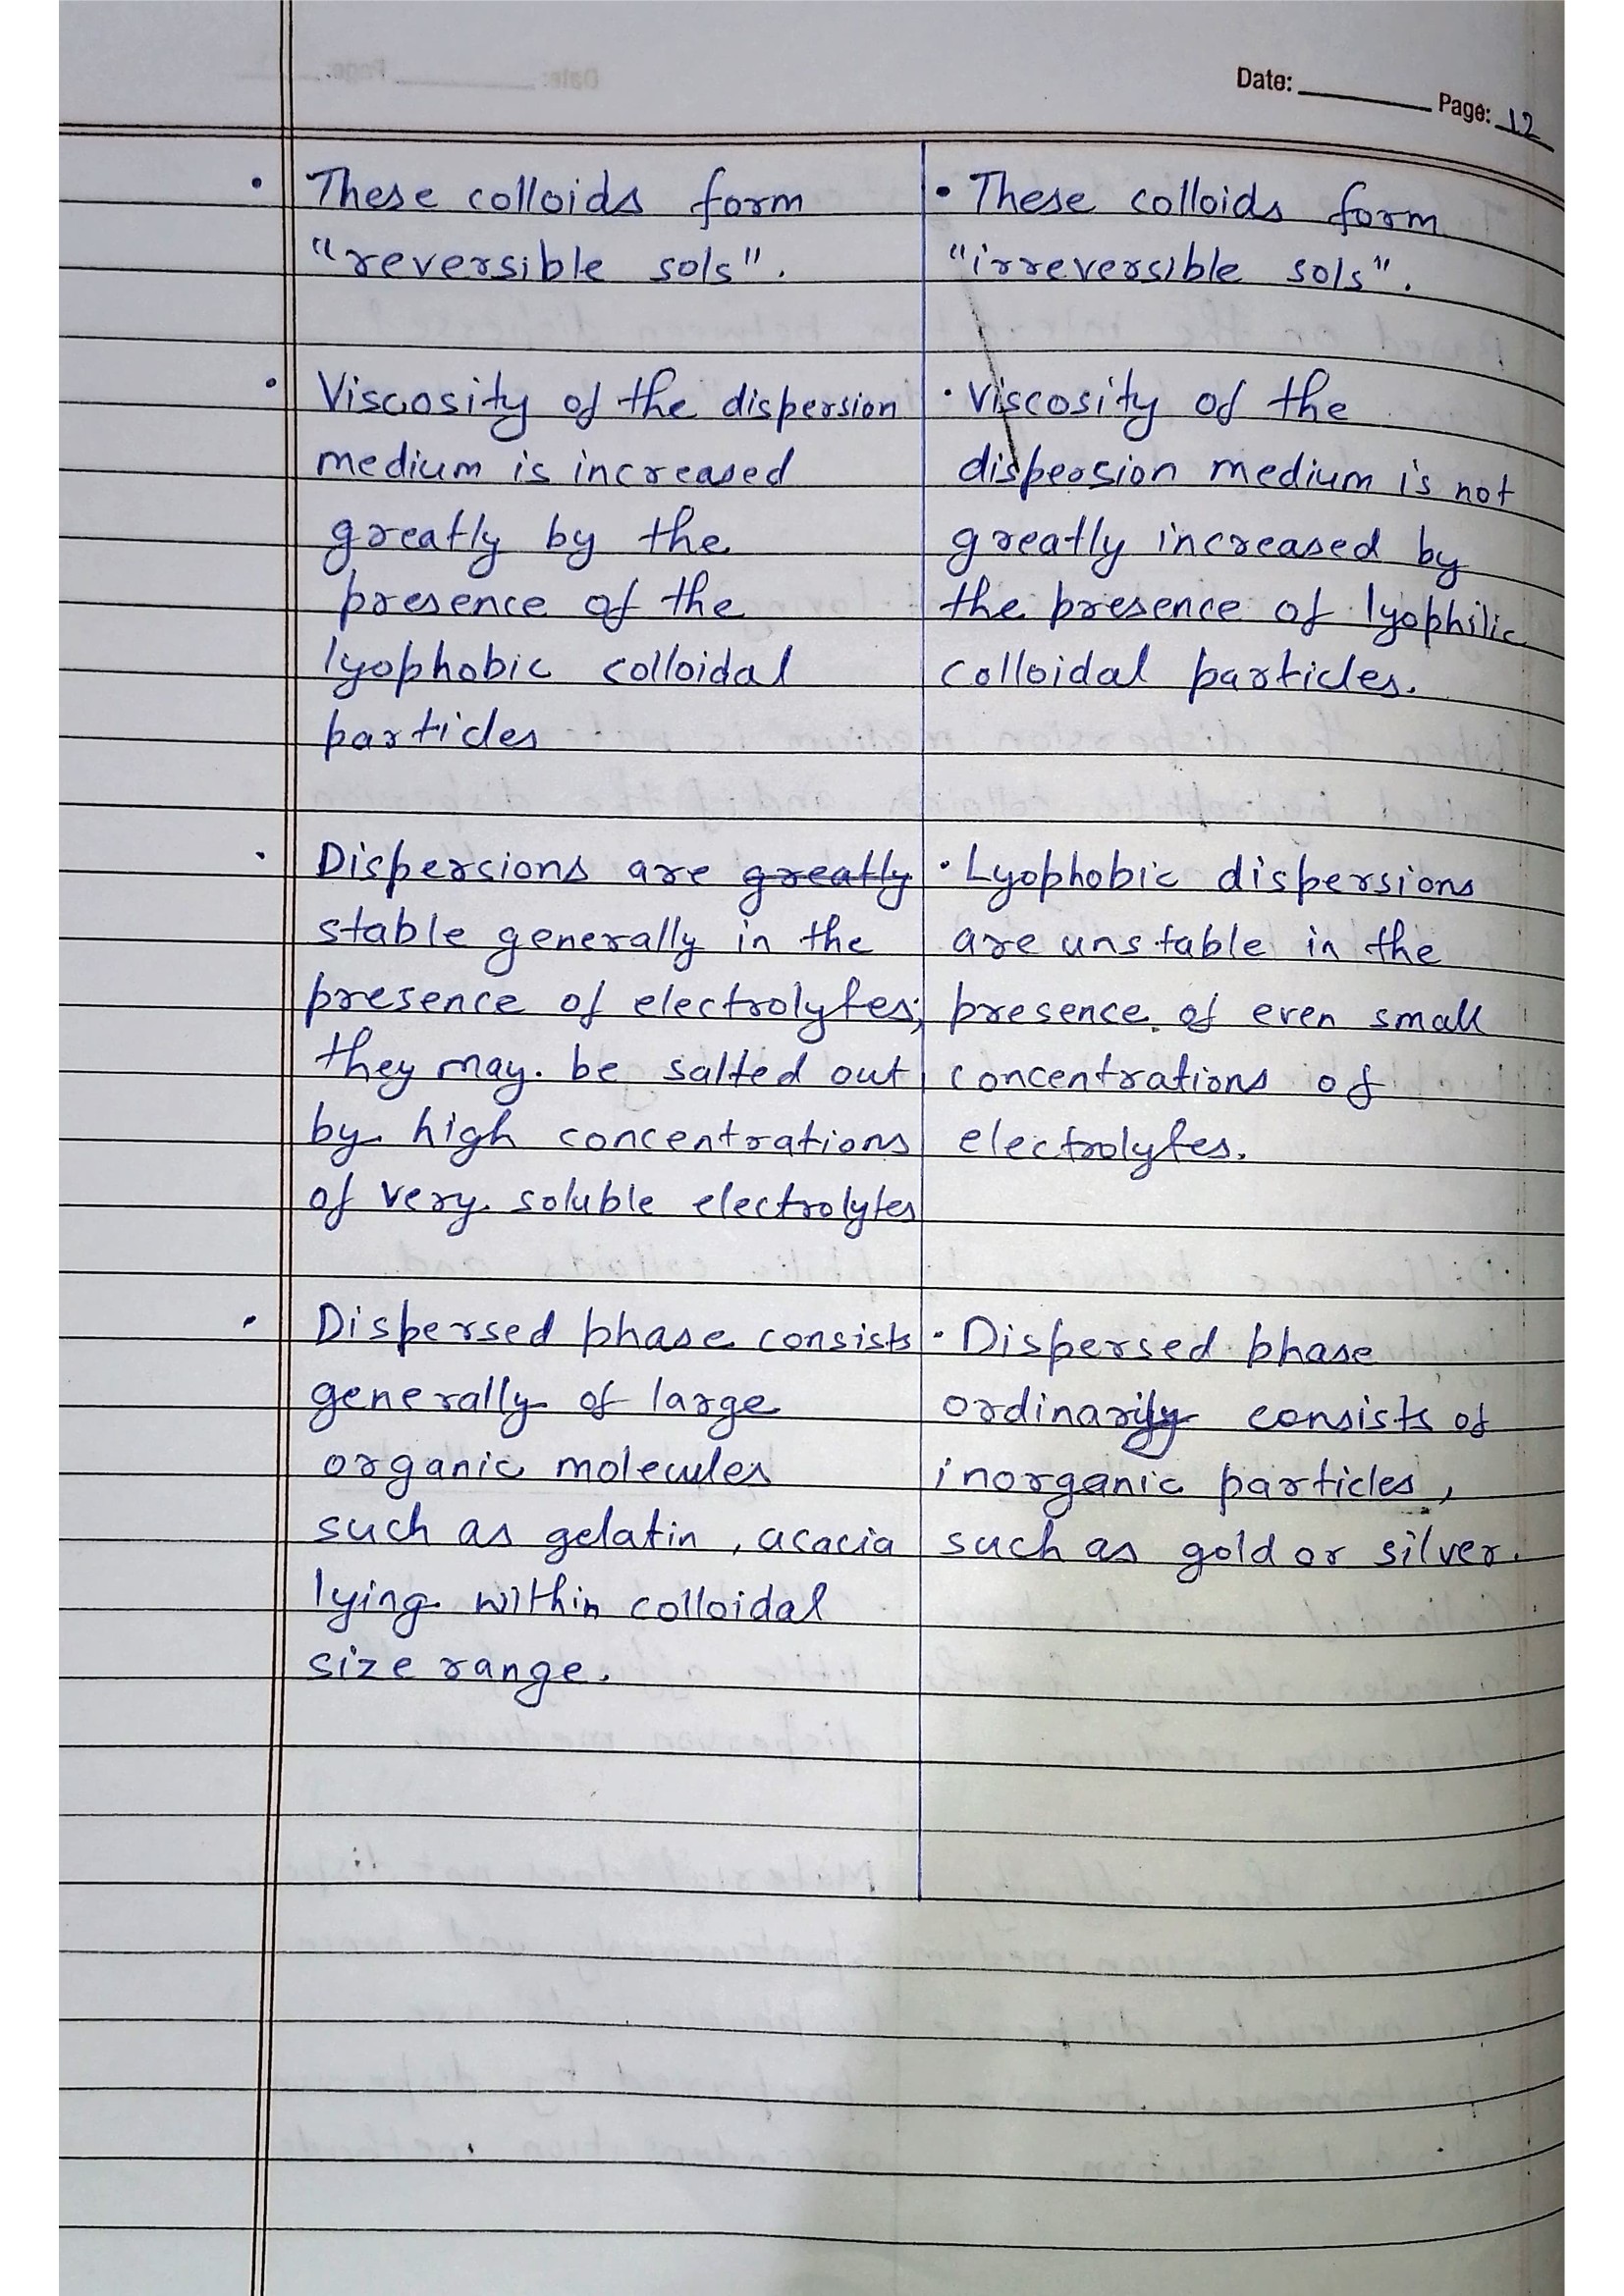 Date: Page: 12
• These colloids form
"reversible sols".
• Viscosity of the dispersion
medium is increased
greatly by the
presence of the
lyophobic colloidal
particles
• Dispersions are greatly
stable generally in the
presence of electrolytes;
they may be salted out
by high concentrations
of very soluble electrolytes
• Dispersed phase consists
generally of large
organic molecules
such as gelatin, acacia
lying within colloidal
size range.
• These colloids form
"irreversible sols".
• Viscosity of the
dispersion medium is not
greatly increased by
the presence of lyophilic
colloidal particles.
• Lyophobic dispersions
are unstable in the
presence of even small
concentrations of
electrolytes.
• Dispersed phase
ordinarily consists of
inorganic particles,
such as gold or silver.